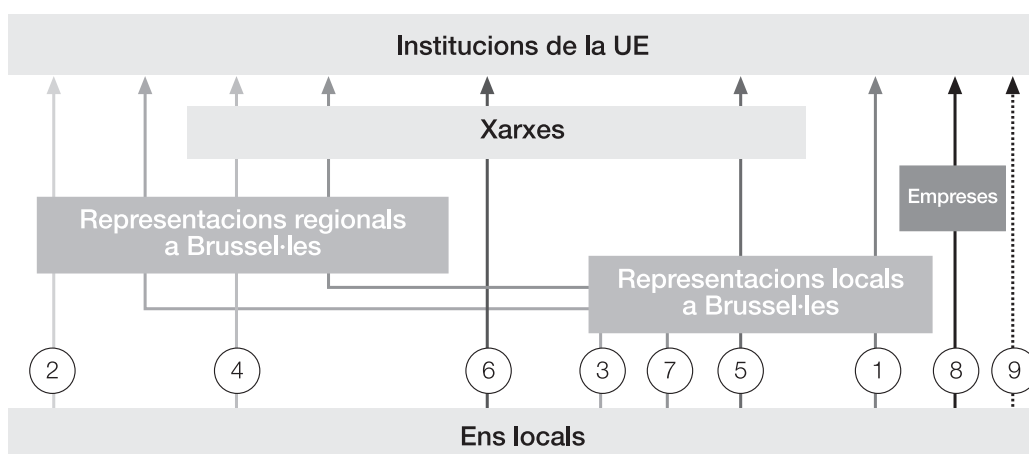 Institucions de la UE
Xarxes
Empreses
Representacions regionals
a Brussel·les
Representacions locals
a Brussel·les
2 4 6 3 7 5 1 8 9
Ens locals